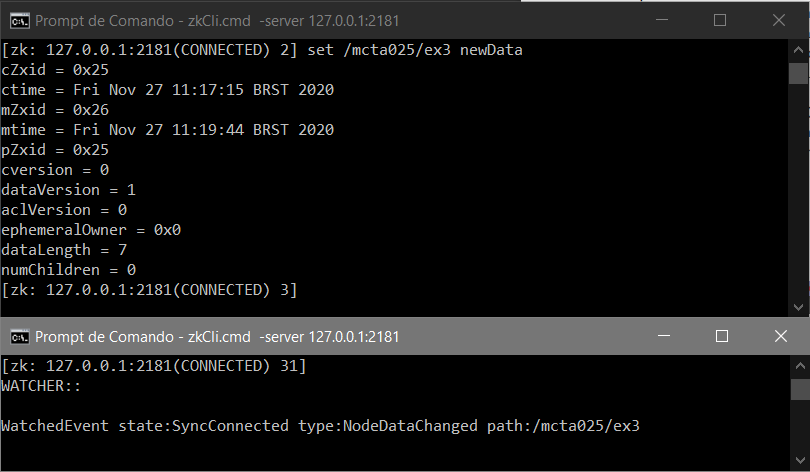 Prompt de Comando - zkCli.cmd  -server 127.0.0.1:2181
[zk: 127.0.0.1:2181(CONNECTED) 2] set /mcta025/ex3 newData
cZxid = 0x25
ctime = Fri Nov 27 11:17:15 BRST 2020
mZxid = 0x26
mtime = Fri Nov 27 11:19:44 BRST 2020
pZxid = 0x25
cversion = 0
dataVersion = 1
aclVersion = 0
ephemeralOwner = 0x0
dataLength = 7
numChildren = 0
[zk: 127.0.0.1:2181(CONNECTED) 3]
Prompt de Comando - zkCli.cmd  -server 127.0.0.1:2181
[zk: 127.0.0.1:2181(CONNECTED) 31]
WATCHER::
WatchedEvent state:SyncConnected type:NodeDataChanged path:/mcta025/ex3